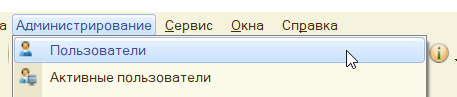 а Администрирование Сервис Окна Справка
Пользователи
Активные пользователи